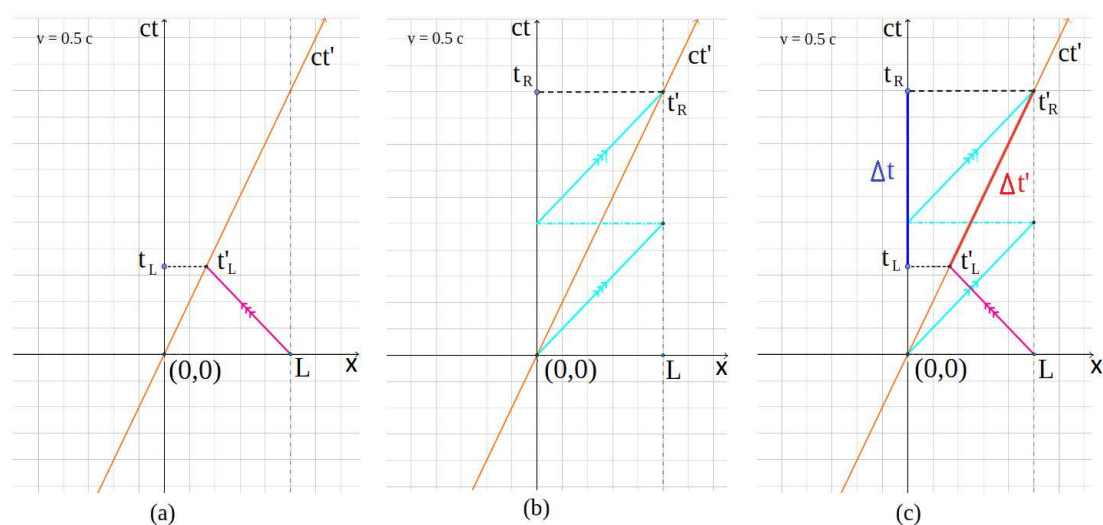 v = 0.5 c
ct
ct'
t_L
t'_L
(0,0)
L
x
(a)
ct
v = 0.5 c
ct'
t_R
t'_R
(0,0)
L
x
(b)
v = 0.5 c
ct
ct'
t_R
t'_R
Δt
Δt'
t_L
t'_L
(0,0)
L
x
(c)